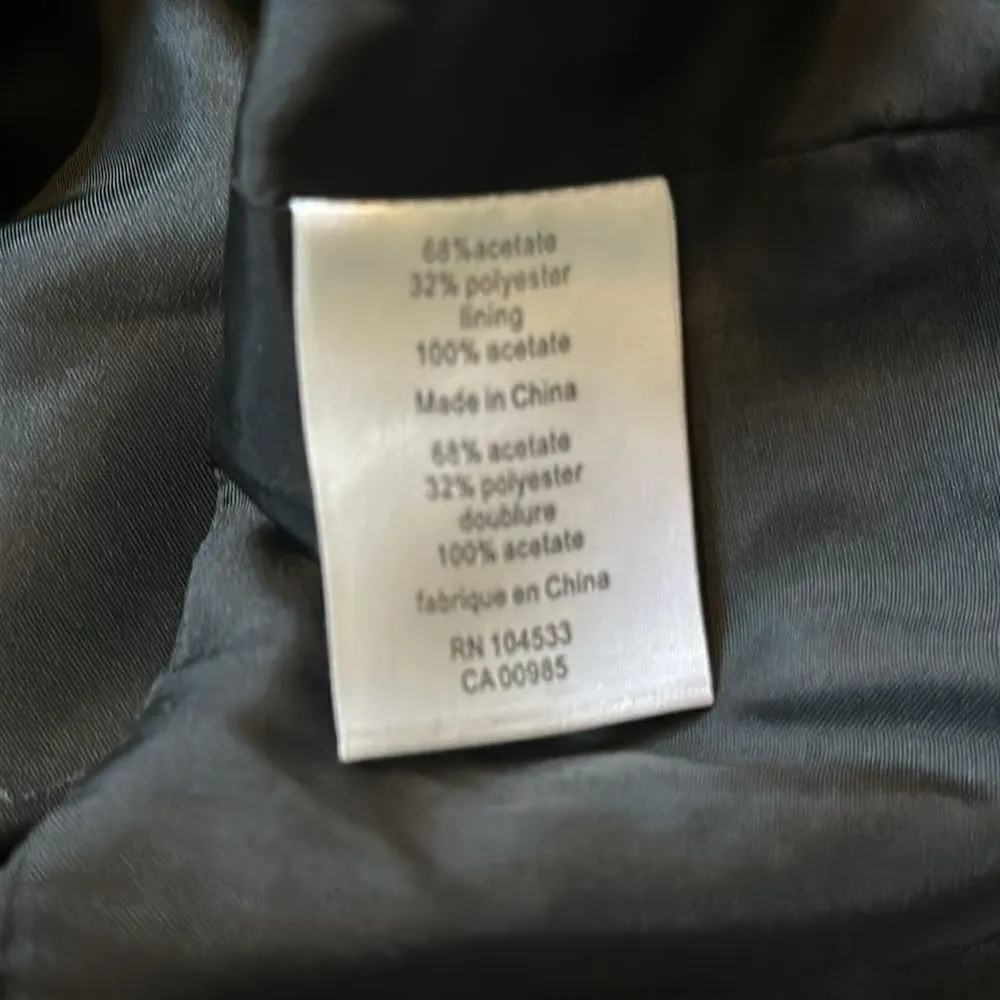 68%acetate
32% polyester
lining
100% acetate
Made in China
68% acetate
32% polyester
doublure
100% acetate
fabrique en China
RN 104533
CA 00985